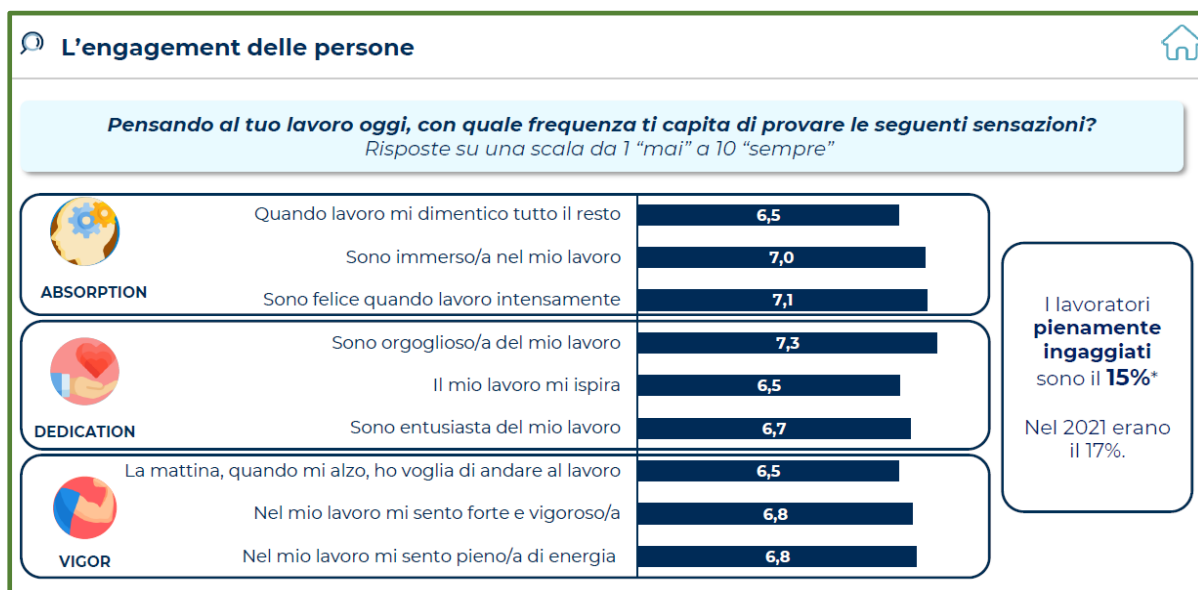 L'engagement delle persone
Pensando al tuo lavoro oggi, con quale frequenza ti capita di provare le seguenti sensazioni?
Risposte su una scala da 1 “mai” a 10 “sempre”
ABSORPTION
Quando lavoro mi dimentico tutto il resto 6,5
Sono immerso/a nel mio lavoro 7,0
Sono felice quando lavoro intensamente 7,1
DEDICATION
Sono orgoglioso/a del mio lavoro 7,3
Il mio lavoro mi ispira 6,5
Sono entusiasta del mio lavoro 6,7
VIGOR
La mattina, quando mi alzo, ho voglia di andare al lavoro 6,5
Nel mio lavoro mi sento forte e vigoroso/a 6,8
Nel mio lavoro mi sento pieno/a di energia 6,8
I lavoratori
pienamente
ingaggiati
sono il 15%*
Nel 2021 erano
il 17%.